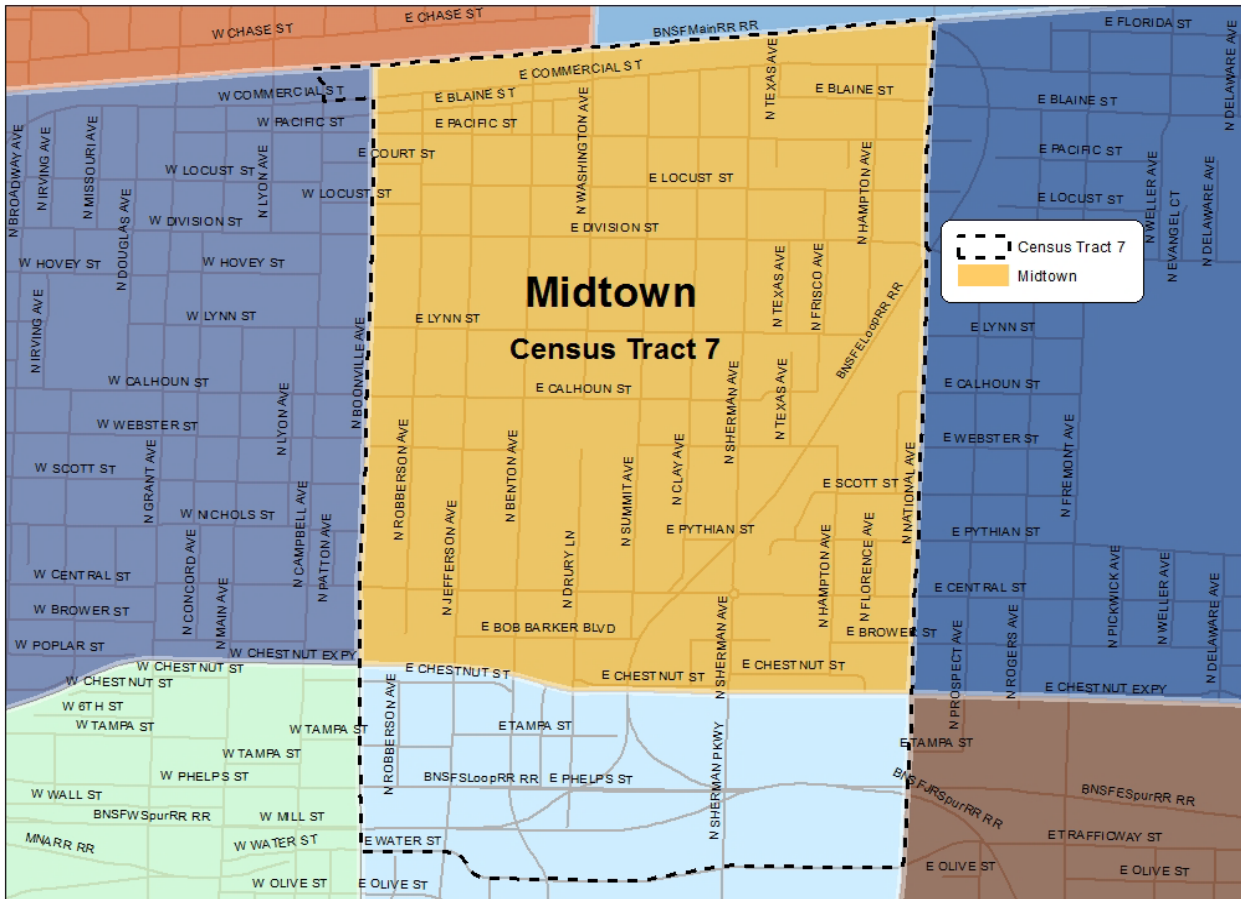 E CHASE ST
W CHASE ST
BNSFMainRR RR
E FLORIDA ST
N DELAWARE AVE
E COMMERCIAL ST
N TEXAS AVE
W COMMERCIAL ST
E BLAINE ST
E BLAINE ST
E BLAINE ST
W PACIFIC ST
E PACIFIC ST
E PACIFIC ST
N BROADWAY AVE
N IRVING AVE
N MISSOURI AVE
N DOUGLAS AVE
N LYON AVE
E COURT ST
N WASHINGTON AVE
N HAMPTON AVE
N WELLER AVE
N EVANGEL CT
N DELAWARE AVE
W LOCUST ST
W LOCUST ST
E LOCUST ST
E LOCUST ST
W DIVISION ST
E DIVISION ST
Census Tract 7
Midtown
W HOVEY ST
W HOVEY ST
Midtown
Census Tract 7
N TEXAS AVE
N FRISCO AVE
BNSFELoopRR RR
N IRVING AVE
W LYNN ST
E LYNN ST
E LYNN ST
N BOONVILLE AVE
W CALHOUN ST
E CALHOUN ST
E CALHOUN ST
N LYON AVE
N SHERMAN AVE
N TEXAS AVE
W WEBSTER ST
E WEBSTER ST
N ROBBERSON AVE
N BENTON AVE
N CLAY AVE
N SUMMIT AVE
N NATIONAL AVE
N FREMONT AVE
W SCOTT ST
E SCOTT ST
N GRANT AVE
W NICHOLS ST
N CAMPBELL AVE
N PATTON AVE
N JEFFERSON AVE
N DRURY LN
E PYTHIAN ST
E PYTHIAN ST
N CONCORD AVE
N MAIN AVE
N HAMPTON AVE
N FLORENCE AVE
W CENTRAL ST
E CENTRAL ST
N PICKWICK AVE
N WELLER AVE
N DELAWARE AVE
W BROWER ST
E BOB BARKER BLVD
N SHERMAN AVE
E BROWER ST
N PROSPECT AVE
N ROGERS AVE
W POPLAR ST
W CHESTNUT EXPY
W CHESTNUT ST
W CHESTNUT ST
E CHESTNUT ST
E CHESTNUT ST
E CHESTNUT ST
E CHESTNUT EXPY
W 6TH ST
W TAMPA ST
W TAMPA ST
W TAMPA ST
N ROBBERSON AVE
E TAMPA ST
E TAMPA ST
N SHERMAN PKWY
W PHELPS ST
BNSFSLoopRR RR
E PHELPS ST
BNSFJRSpurRR RR
BNSFESpurRR RR
W WALL ST
BNSFWSpurRR RR
W MILL ST
MNARR RR
W WATER ST
E WATER ST
E TRAFFICWAY ST
W OLIVE ST
E OLIVE ST
E OLIVE ST
E OLIVE ST